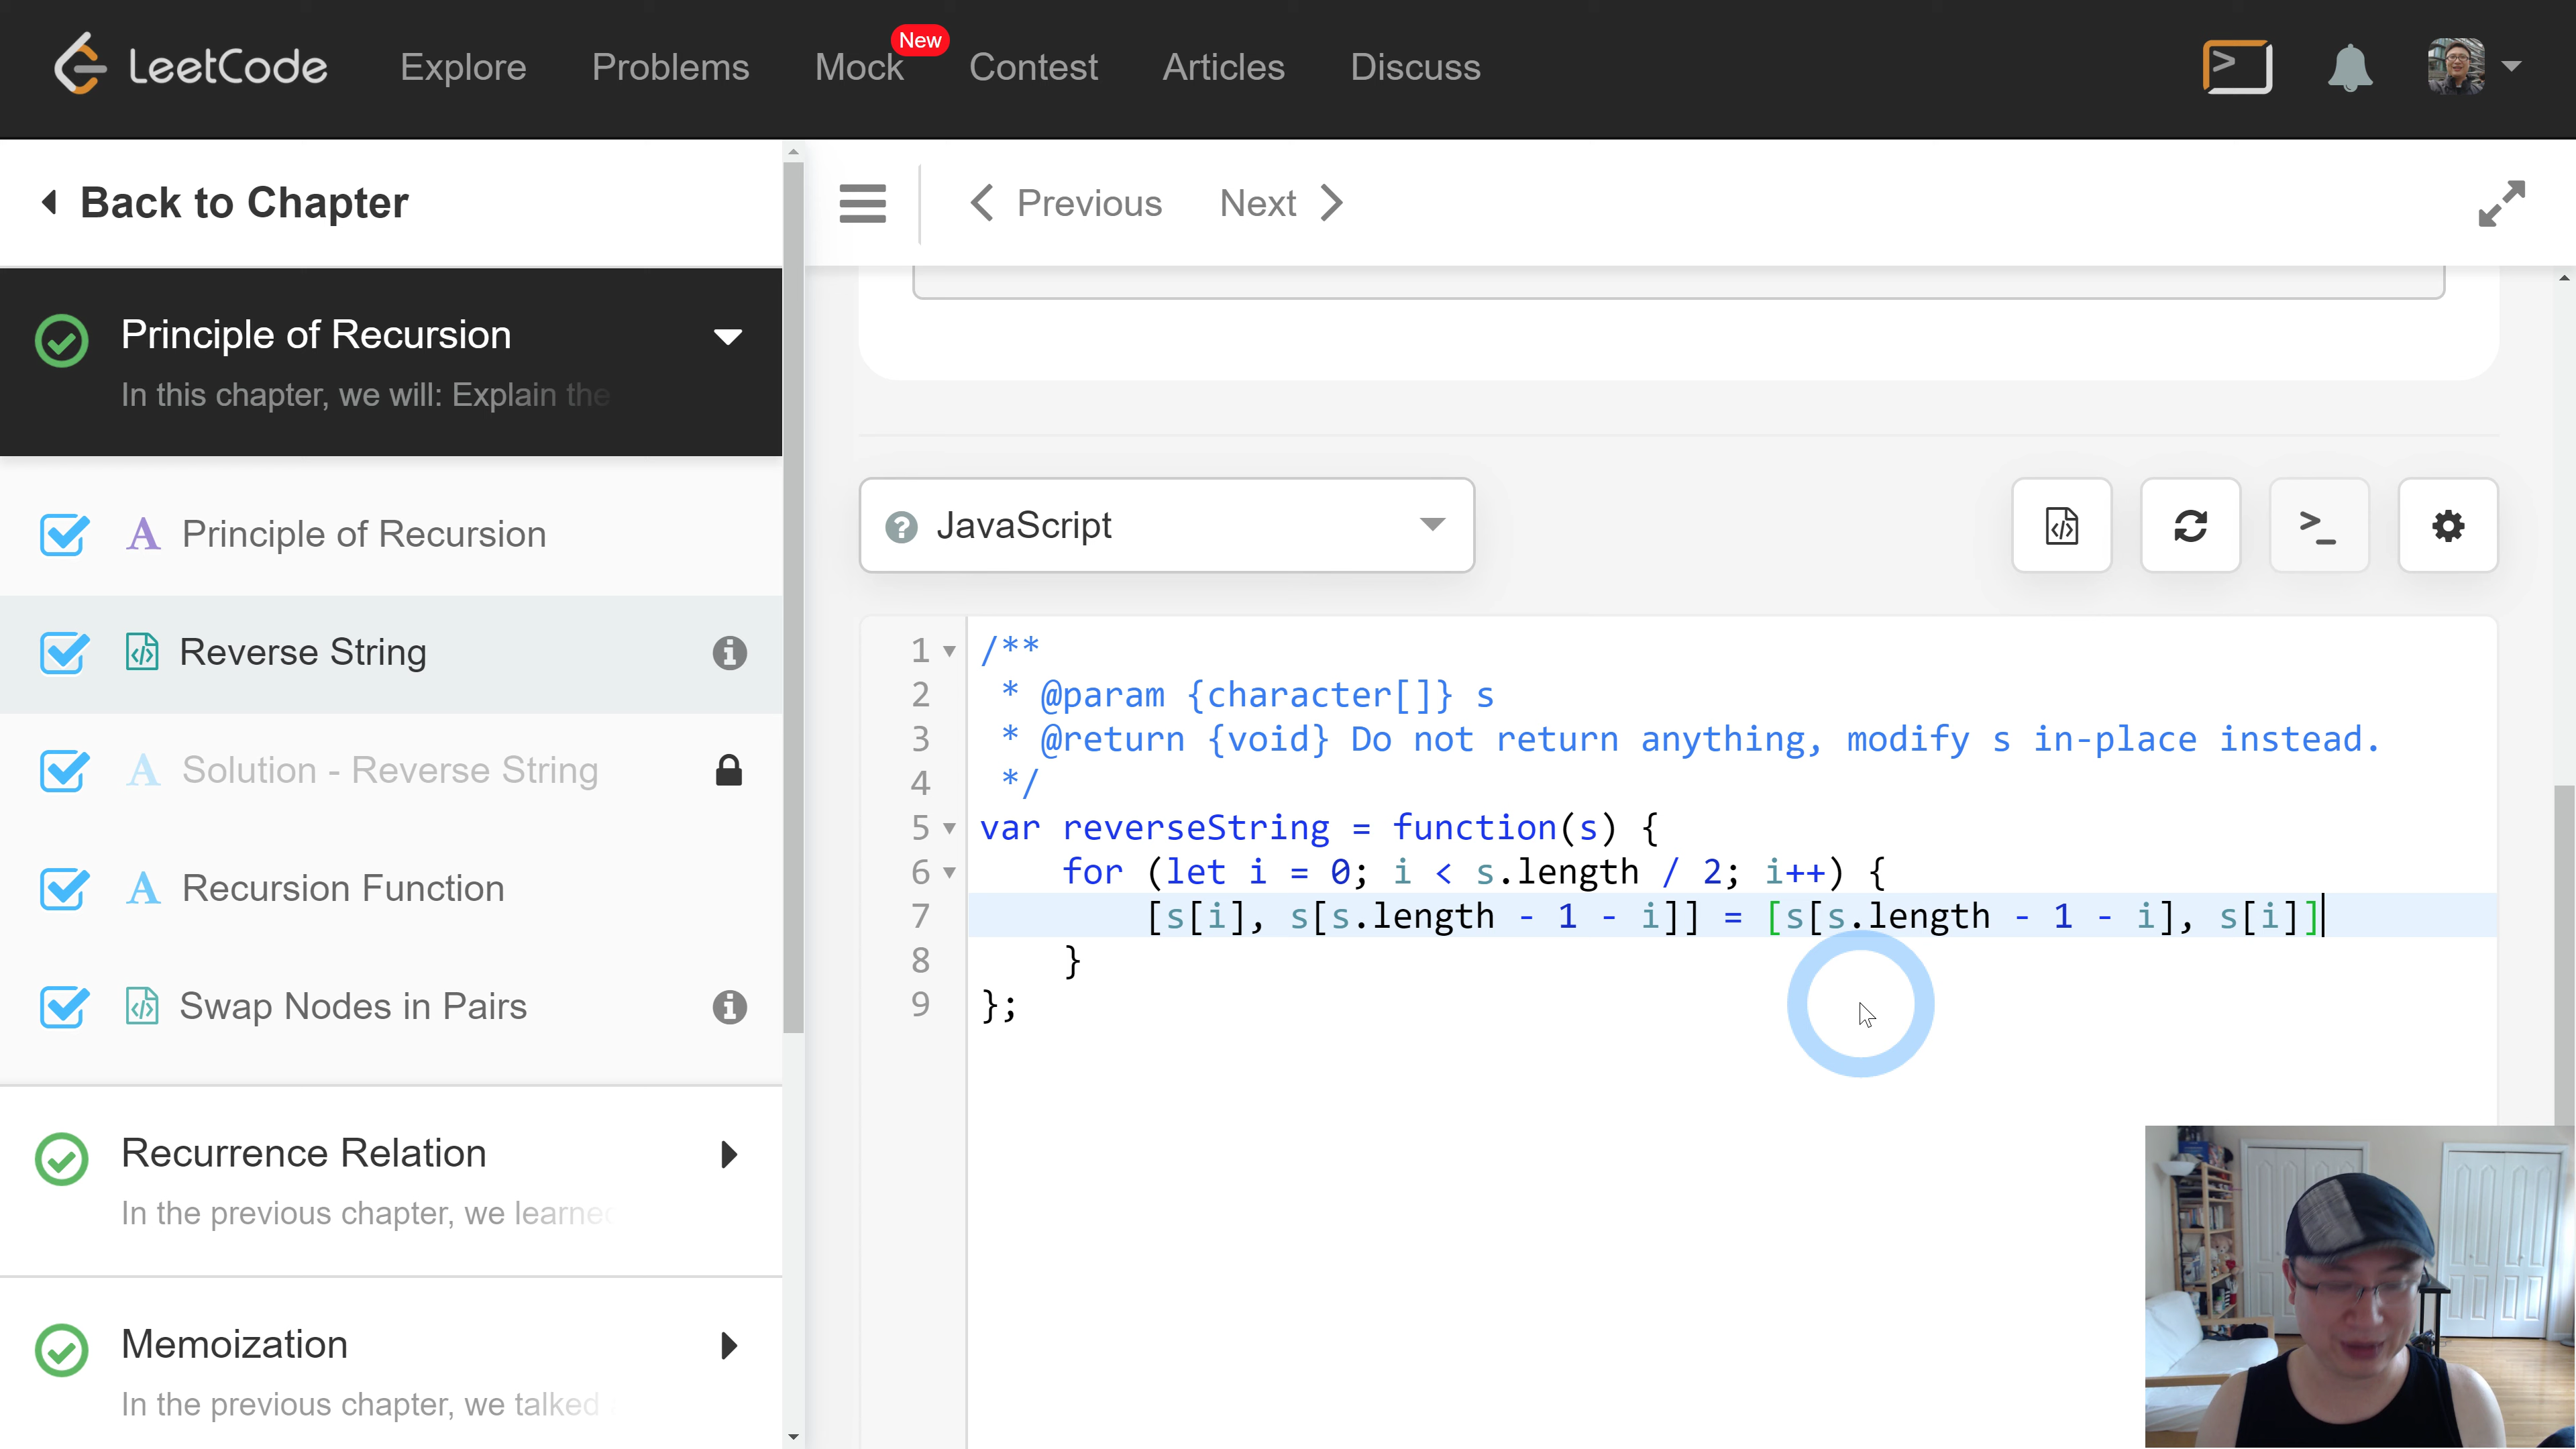 LeetCode Explore Problems Mock New Contest Articles Discuss
Back to Chapter
Previous Next
Principle of Recursion
In this chapter, we will: Explain the
A Principle of Recursion
Reverse String
A Solution - Reverse String
A Recursion Function
Swap Nodes in Pairs
Recurrence Relation
In the previous chapter, we learned
Memoization
In the previous chapter, we talked
? JavaScript
>_
1 /**
2 * @param {character[]} s
3 * @return {void} Do not return anything, modify s in-place instead.
4 */
5 var reverseString = function(s) {
6 for (let i = 0; i < s.length / 2; i++) {
7 [s[i], s[s.length - 1 - i]] = [s[s.length - 1 - i], s[i]]
8 }
9 };